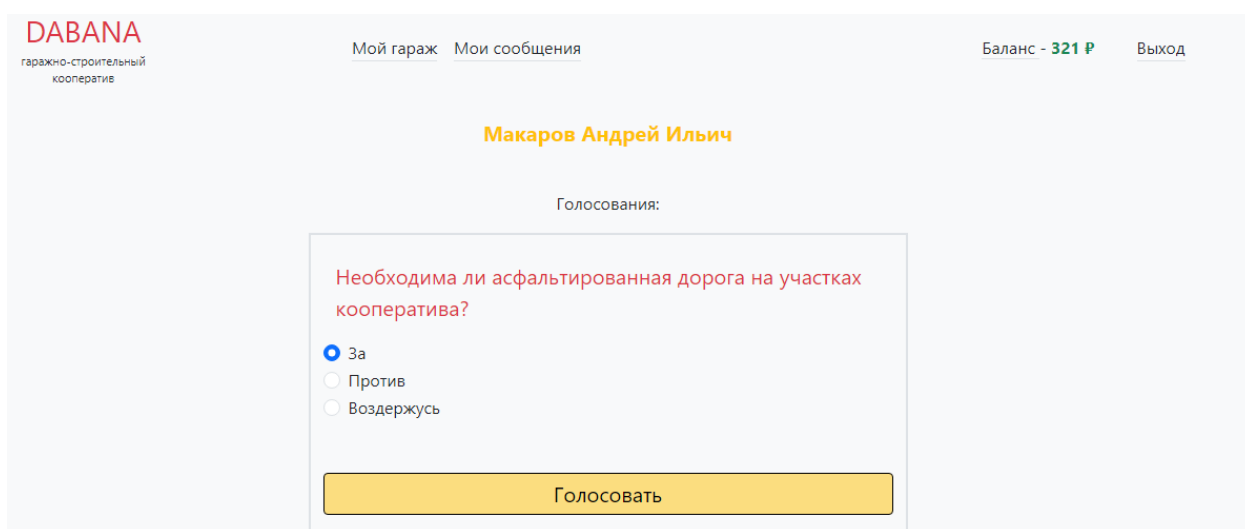 DABANA
гаражно-строительный
кооператив
Мой гараж Мои сообщения
Баланс - 321 ₽ Выход
Макаров Андрей Ильич
Голосования:
Необходима ли асфальтированная дорога на участках
кооператива?
За
Против
Воздержусь
Голосовать